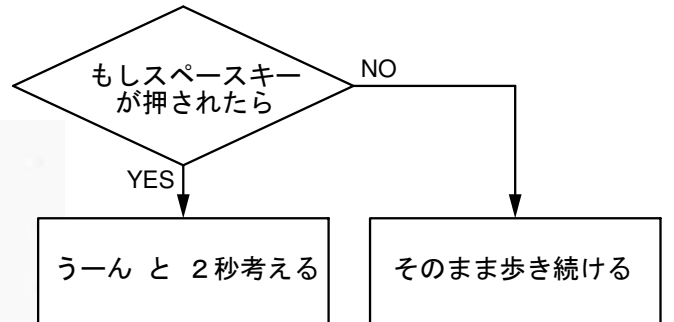 もしスペースキー
が押されたら
NO
YES
うーん と ２秒考える
そのまま歩き続ける